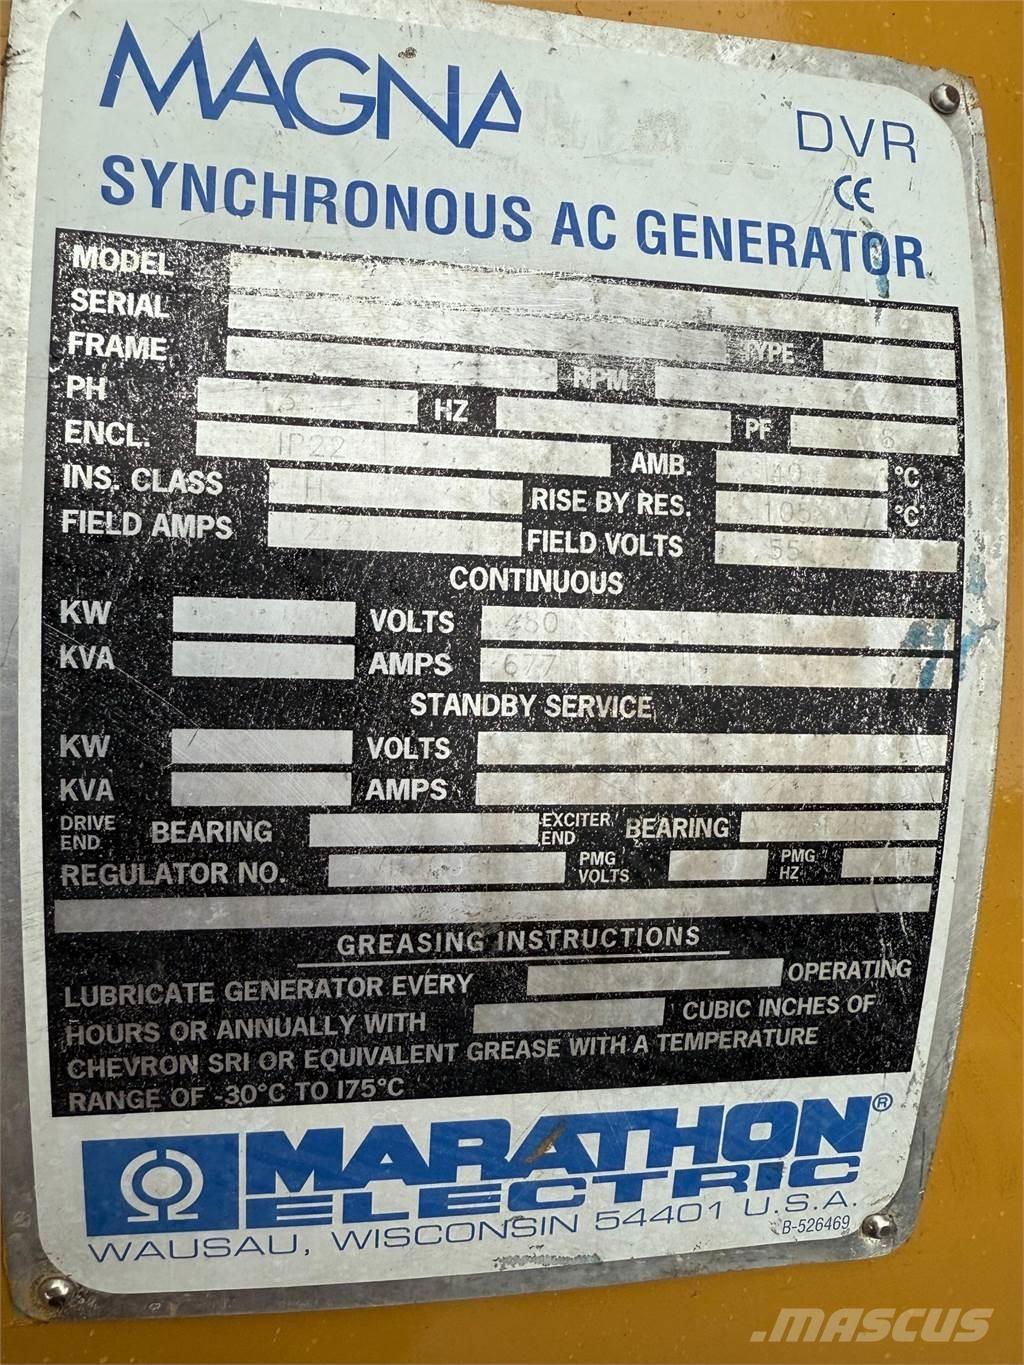 MAGNA
DVR
CE
SYNCHRONOUS AC GENERATOR
MODEL
SERIAL TYPE
FRAME RPM
PH HZ PF
ENCL. IP22 AMB. 40 °C
INS. CLASS H RISE BY RES. 105 °C
FIELD AMPS FIELD VOLTS 55
CONTINUOUS
KW VOLTS 480
KVA AMPS 677
STANDBY SERVICE
KW VOLTS
KVA AMPS
DRIVE END BEARING EXCITER END BEARING
REGULATOR NO. PMG VOLTS PMG HZ
GREASING INSTRUCTIONS
LUBRICATE GENERATOR EVERY OPERATING
HOURS OR ANNUALLY WITH CUBIC INCHES OF
CHEVRON SRI OR EQUIVALENT GREASE WITH A TEMPERATURE
RANGE OF -30°C TO 175°C
MARATHON®
ELECTRIC
WAUSAU, WISCONSIN 54401 U.S.A.
B-526469
MASCUS